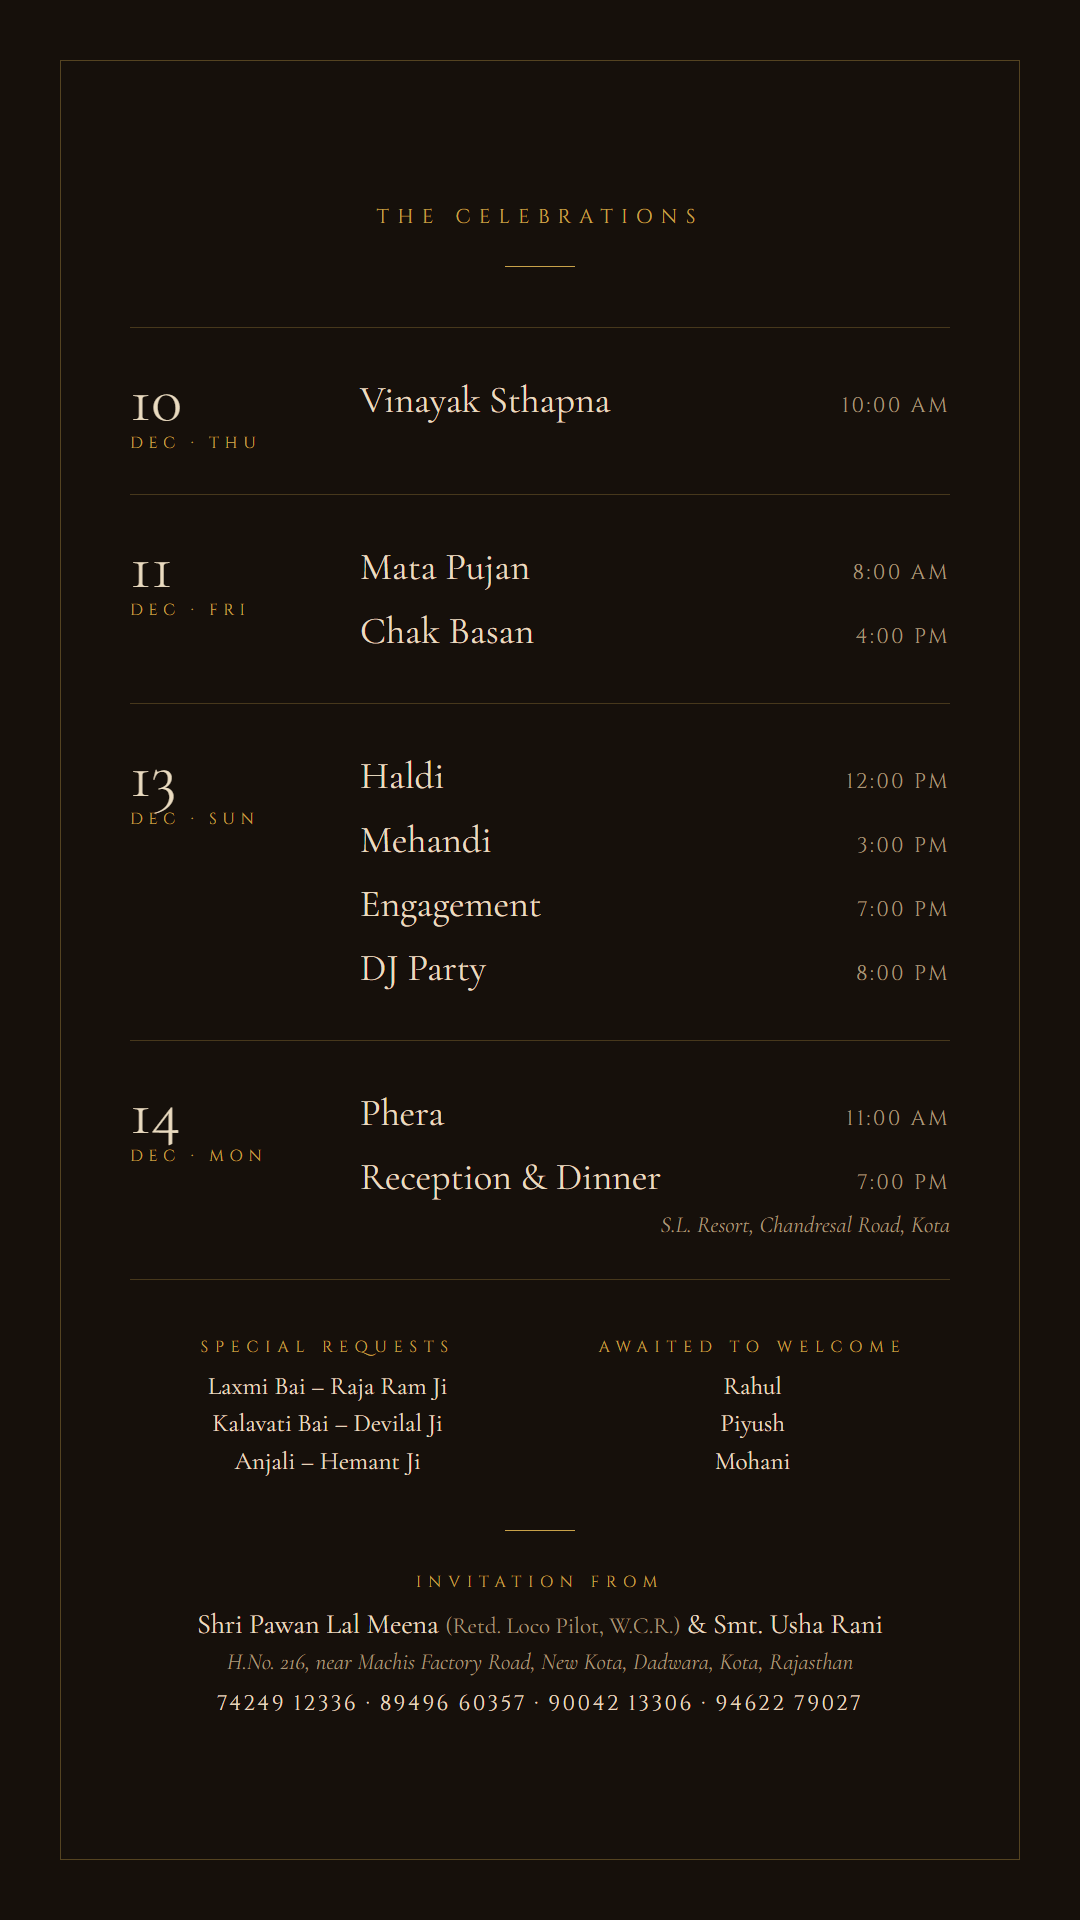 THE CELEBRATIONS
10
DEC · THU
Vinayak Sthapna 10:00 AM
11
DEC · FRI
Mata Pujan 8:00 AM
Chak Basan 4:00 PM
13
DEC · SUN
Haldi 12:00 PM
Mehandi 3:00 PM
Engagement 7:00 PM
DJ Party 8:00 PM
14
DEC · MON
Phera 11:00 AM
Reception & Dinner 7:00 PM
S.L. Resort, Chandresal Road, Kota
SPECIAL REQUESTS
Laxmi Bai – Raja Ram Ji
Kalavati Bai – Devilal Ji
Anjali – Hemant Ji
AWAITED TO WELCOME
Rahul
Piyush
Mohani
INVITATION FROM
Shri Pawan Lal Meena (Retd. Loco Pilot, W.C.R.) & Smt. Usha Rani
H.No. 216, near Machis Factory Road, New Kota, Dadwara, Kota, Rajasthan
74249 12336 · 89496 60357 · 90042 13306 · 94622 79027